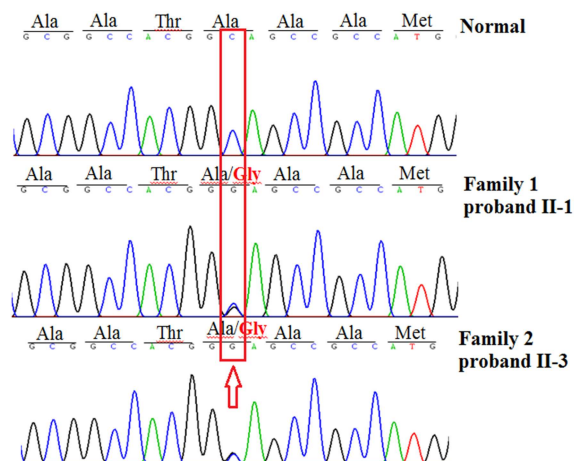 Ala Ala Thr Ala Ala Ala Met Normal
G C G G C C A C G G C A G C C G C C A T G
Ala Ala Thr Ala/Gly Ala Ala Met Family 1
G C G G C C A C G G G A G C C G C C A T G proband II-1
Ala Ala Thr Ala/Gly Ala Ala Met Family 2
G C G G C C A C G G G A G C C G C C A T G proband II-3